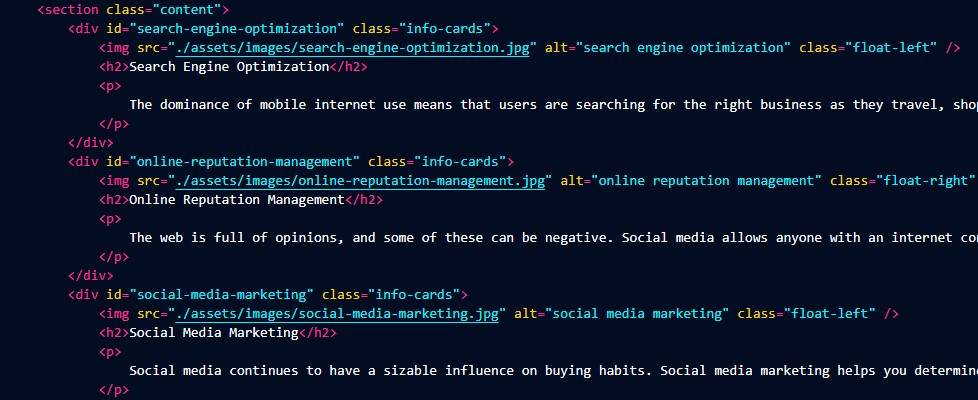 <section class="content">
<div id="search-engine-optimization" class="info-cards">
<img src="./assets/images/search-engine-optimization.jpg" alt="search engine optimization" class="float-left" />
<h2>Search Engine Optimization</h2>
<p>
The dominance of mobile internet use means that users are searching for the right business as they travel, sho
</p>
</div>
<div id="online-reputation-management" class="info-cards">
<img src="./assets/images/online-reputation-management.jpg" alt="online reputation management" class="float-right"
<h2>Online Reputation Management</h2>
<p>
The web is full of opinions, and some of these can be negative. Social media allows anyone with an internet co
</p>
</div>
<div id="social-media-marketing" class="info-cards">
<img src="./assets/images/social-media-marketing.jpg" alt="social media marketing" class="float-left" />
<h2>Social Media Marketing</h2>
<p>
Social media continues to have a sizable influence on buying habits. Social media marketing helps you determin
</p>